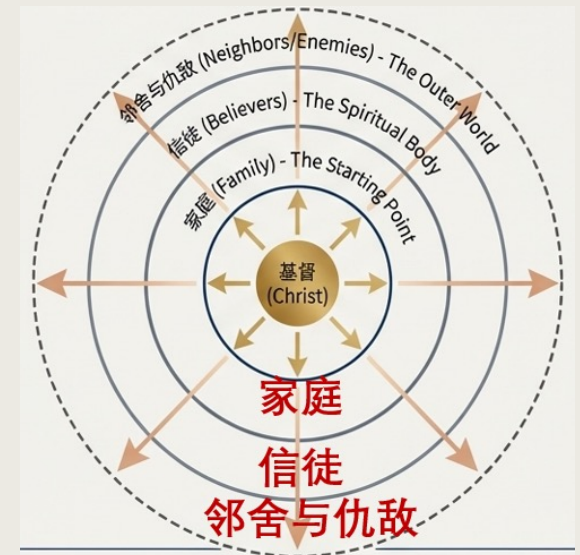 邻舍与仇敌 (Neighbors/Enemies) - The Outer World
信徒 (Believers) - The Spiritual Body
家庭 (Family) - The Starting Point
基督
(Christ)
家庭
信徒
邻舍与仇敌